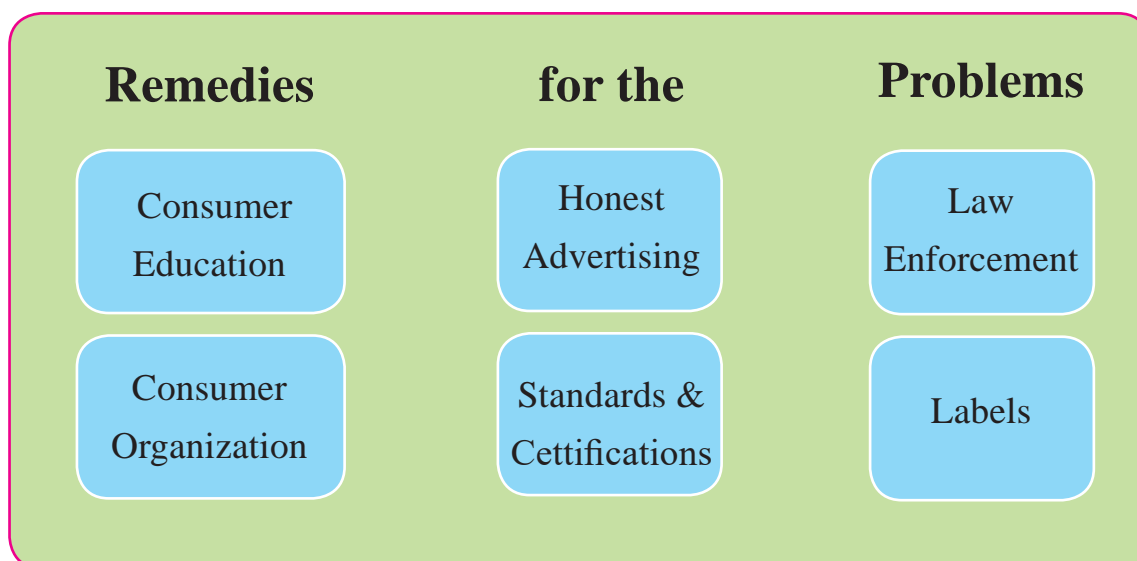 Remedies for the Problems
Consumer
Education
Honest
Advertising
Law
Enforcement
Consumer
Organization
Standards &
Cettifications
Labels